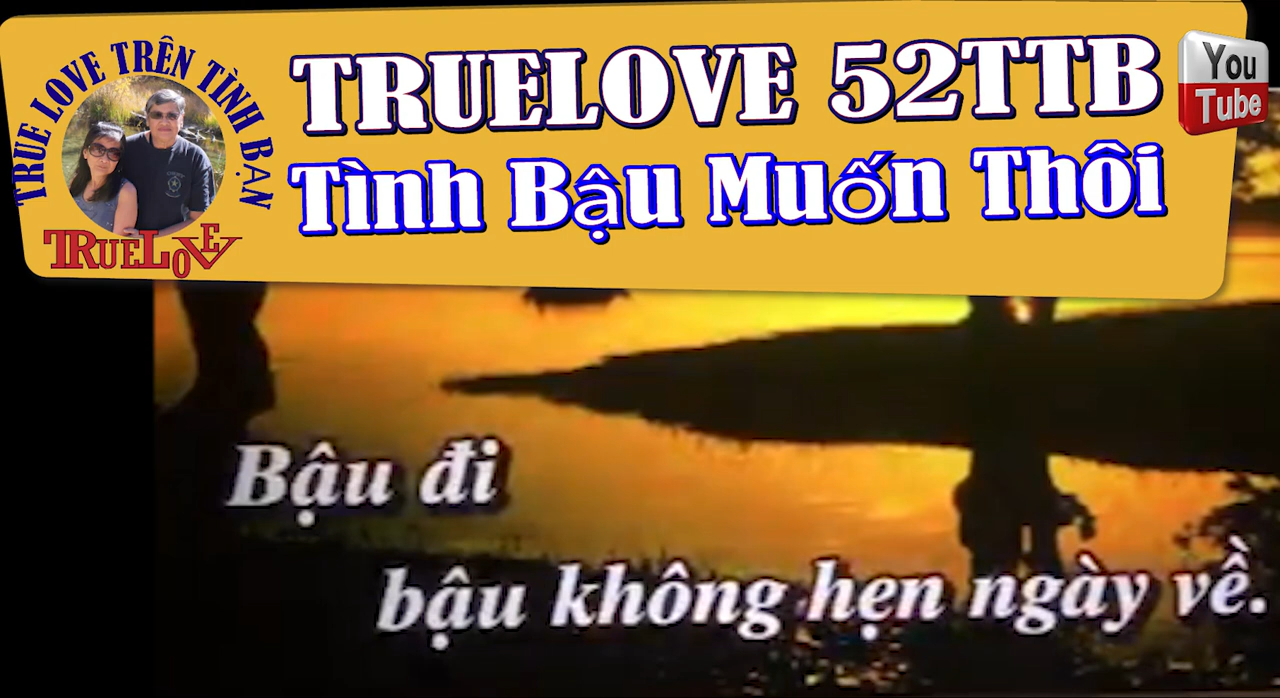 TRUE LOVE TRÊN TÌNH BẠN
TRUELOVE
TRUELOVE 52TTB
Tình Bậu Muốn Thôi
You
Tube
Bậu đi
bậu không hẹn ngày về.